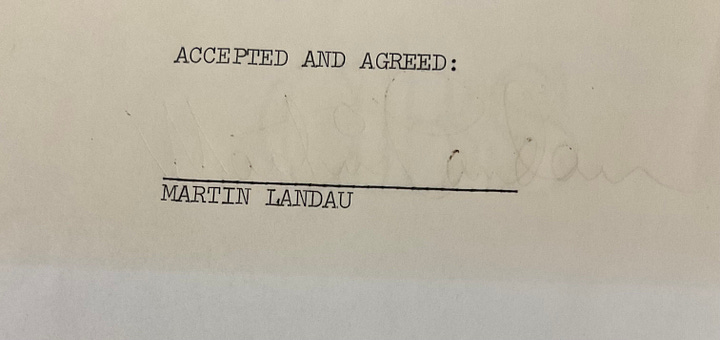 ACCEPTED AND AGREED:
MARTIN LANDAU